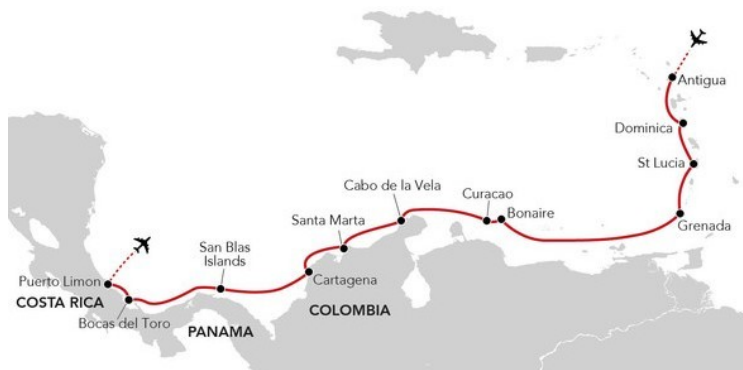 Antigua
Dominica
St Lucia
Cabo de la Vela
Curacao
Bonaire
Grenada
Santa Marta
San Blas
Islands
Cartagena
Puerto Limon
COSTA RICA
COLOMBIA
Bocas del Toro
PANAMA